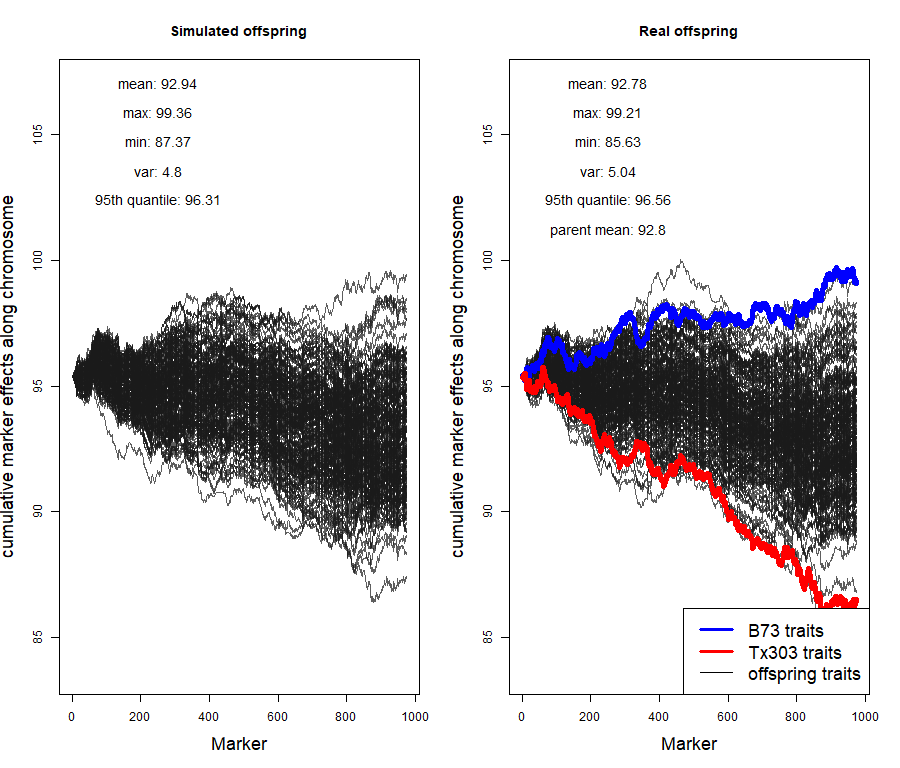 Simulated offspring
mean: 92.94
max: 99.36
min: 87.37
var: 4.8
95th quantile: 96.31
cumulative marker effects along chromosome
105
100
95
90
85
0 200 400 600 800 1000
Marker
Real offspring
mean: 92.78
max: 99.21
min: 85.63
var: 5.04
95th quantile: 96.56
parent mean: 92.8
cumulative marker effects along chromosome
105
100
95
90
85
B73 traits
Tx303 traits
offspring traits
0 200 400 600 800 1000
Marker